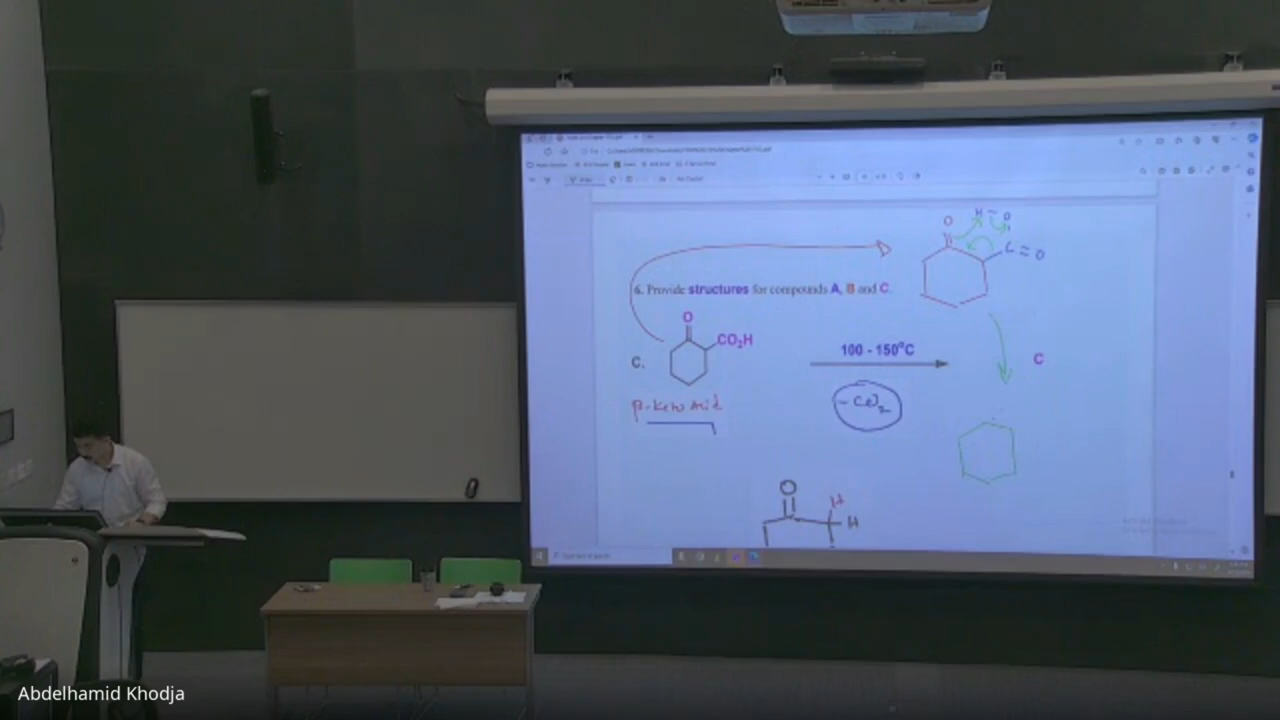 O H – O
C = O
6. Provide structures for compounds A, B and C.
O
CO₂H
C.
100 - 150°C
C
β-Keto Acid
- CO₂
O
H
H
Abdelhamid Khodja